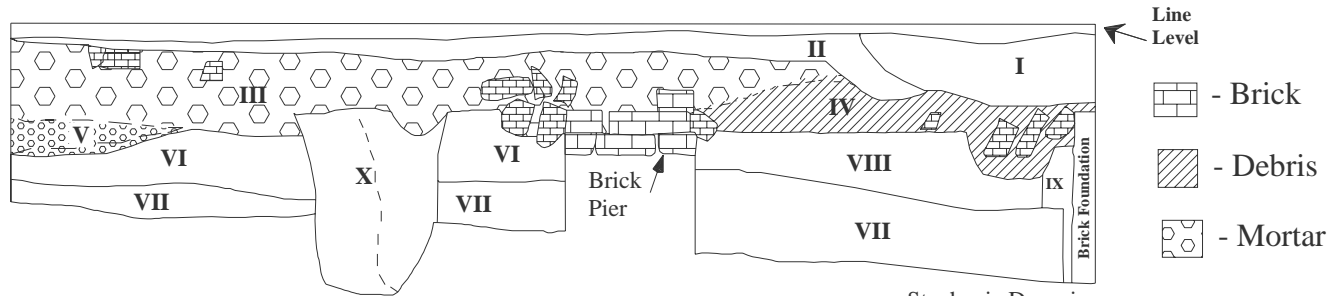 Line
Level
II
I
III
IV
- Brick
V
VI
VI
VIII
X
IX
- Debris
Brick
Pier
VII
VII
VII
Brick Foundation
- Mortar